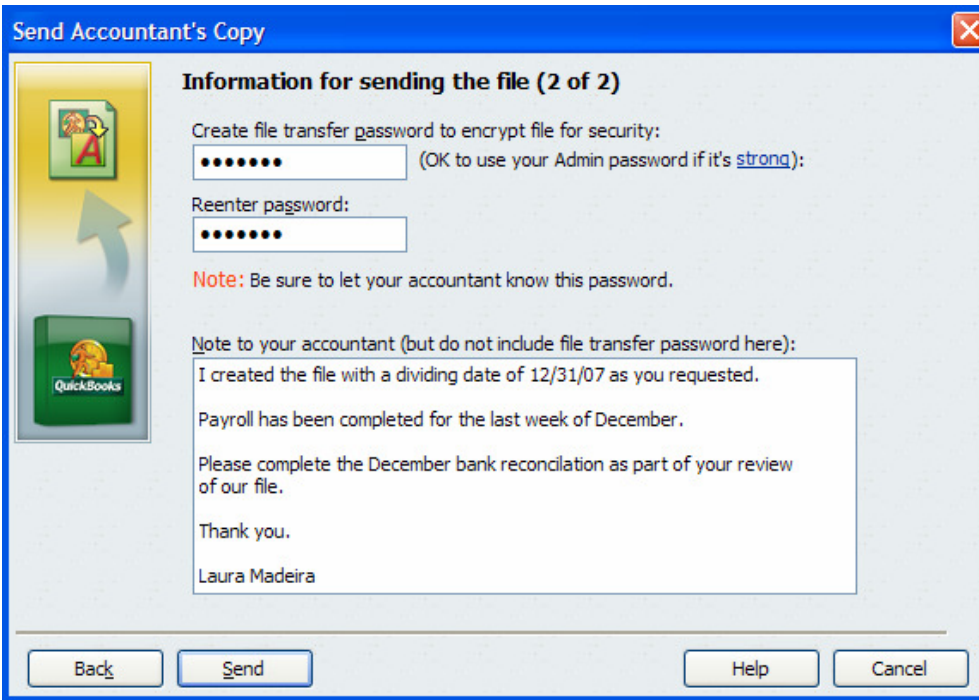 Send Accountant's Copy
Information for sending the file (2 of 2)
Create file transfer password to encrypt file for security:
••••••• (OK to use your Admin password if it's strong):
Reenter password:
•••••••
Note: Be sure to let your accountant know this password.
Note to your accountant (but do not include file transfer password here):
I created the file with a dividing date of 12/31/07 as you requested.
Payroll has been completed for the last week of December.
Please complete the December bank reconcilation as part of your review
of our file.
Thank you.
Laura Madeira
A
QuickBooks
Back Send Help Cancel